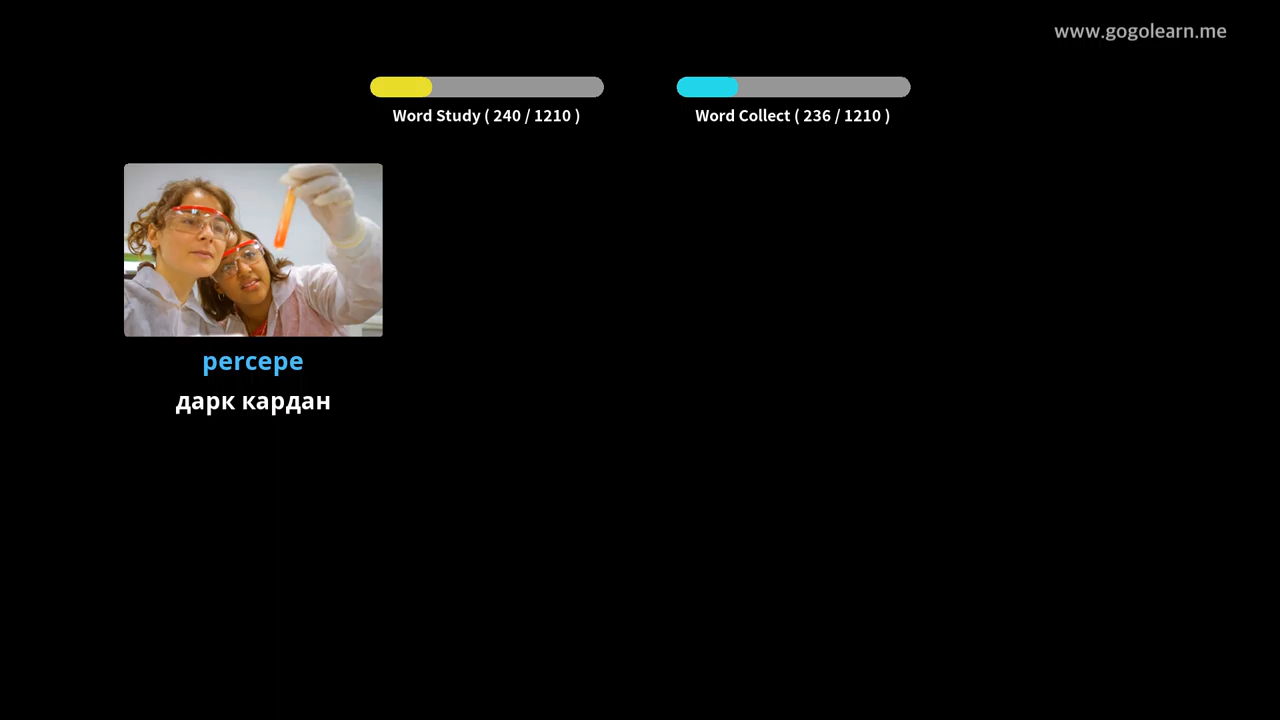 www.gogolearn.me
Word Study ( 240 / 1210 )
Word Collect ( 236 / 1210 )
percepe
дарк кардан